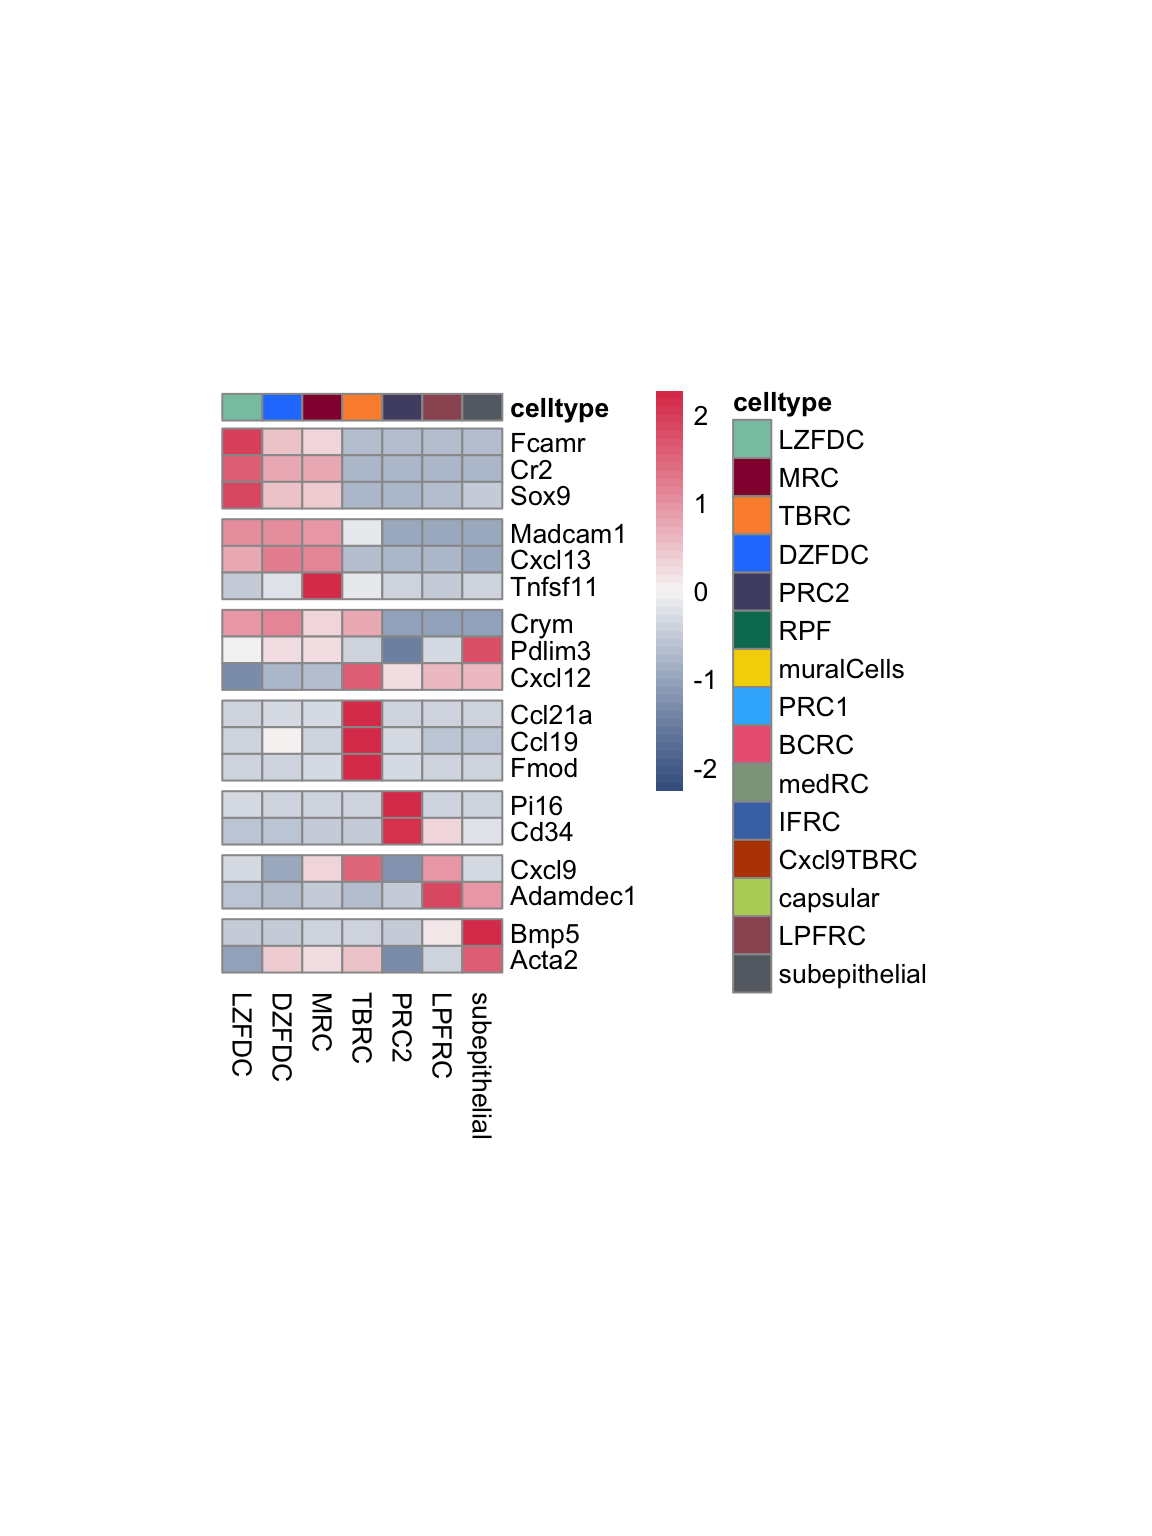 celltype
Fcamr
Cr2
Sox9
Madcam1
Cxcl13
Tnfsf11
Crym
Pdlim3
Cxcl12
Ccl21a
Ccl19
Fmod
Pi16
Cd34
Cxcl9
Adamdec1
Bmp5
Acta2
LZFDC
DZFDC
MRC
TBRC
PRC2
LPFRC
subepithelial
2
1
0
-1
-2
celltype
LZFDC
MRC
TBRC
DZFDC
PRC2
RPF
muralCells
PRC1
BCRC
medRC
IFRC
Cxcl9TBRC
capsular
LPFRC
subepithelial